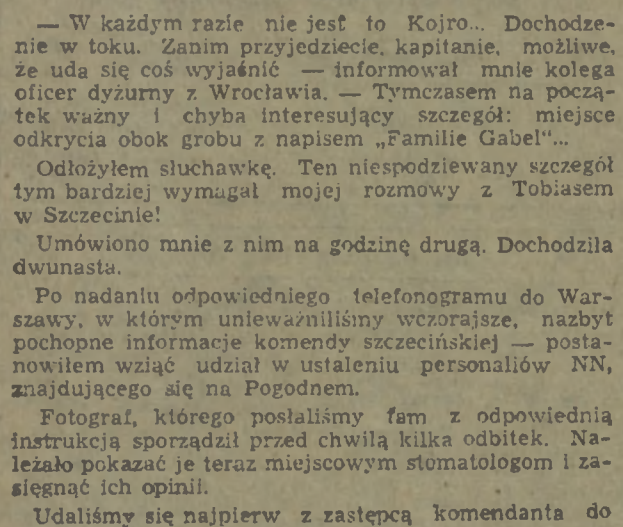 — W każdym razie nie jest to Kojro... Dochodze-
nie w toku. Zanim przyjedziecie, kapitanie, możliwe,
że uda się coś wyjaśnić — informował mnie kolega
oficer dyżurny z Wrocławia. — Tymczasem na począ-
tek ważny i chyba interesujący szczegół: miejsce
odkrycia obok grobu z napisem „Familie Gabel"...
Odłożyłem słuchawkę. Ten niespodziewany szczegół
tym bardziej wymagał mojej rozmowy z Tobiasem
w Szczecinie!
Umówiono mnie z nim na godzinę drugą. Dochodziła
dwunasta.
Po nadaniu odpowiedniego telefonogramu do War-
szawy, w którym unieważniliśmy wczorajsze, nazbyt
pochopne informacje komendy szczecińskiej — posta-
nowiłem wziąć udział w ustaleniu personaliów NN,
znajdującego się na Pogodnem.
Fotograf, którego posłaliśmy tam z odpowiednią
instrukcją sporządził przed chwilą kilka odbitek. Na-
leżało pokazać je teraz miejscowym stomatologom i za-
sięgnąć ich opinii.
Udaliśmy się najpierw z zastępcą komendanta do